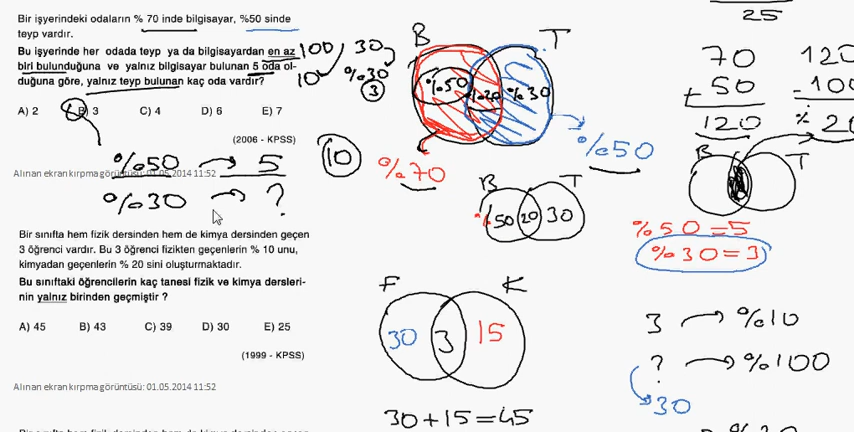 Bir işyerindeki odaların % 70 inde bilgisayar, %50 sinde
teyp vardır.
Bu işyerinde her odada teyp ya da bilgisayardan en az
biri bulunduğuna ve yalnız bilgisayar bulunan 5 oda ol-
duğuna göre, yalnız teyp bulunan kaç oda vardır?
A) 2 B) 3 C) 4 D) 6 E) 7
(2006 - KPSS)
Alınan ekran kırpma görüntüsü: 01.05.2014 11:52
%50 → 5
%30 → ?
100 30
10 %30
3
10
B T
%50 %20 %30
%70
%50
B T
%50 20 30
25
70
+ 50
120
120
- 100
% 20
B T
%50 = 5
%30 = 3
Bir sınıfta hem fizik dersinden hem de kimya dersinden geçen
3 öğrenci vardır. Bu 3 öğrenci fizikten geçenlerin % 10 unu,
kimyadan geçenlerin % 20 sini oluşturmaktadır.
Bu sınıftaki öğrencilerin kaç tanesi fizik ve kimya dersleri-
nin yalnız birinden geçmiştir ?
A) 45 B) 43 C) 39 D) 30 E) 25
(1999 - KPSS)
Alınan ekran kırpma görüntüsü: 01.05.2014 11:52
F K
30 3 15
30+15=45
3 → %10
? → %100
30